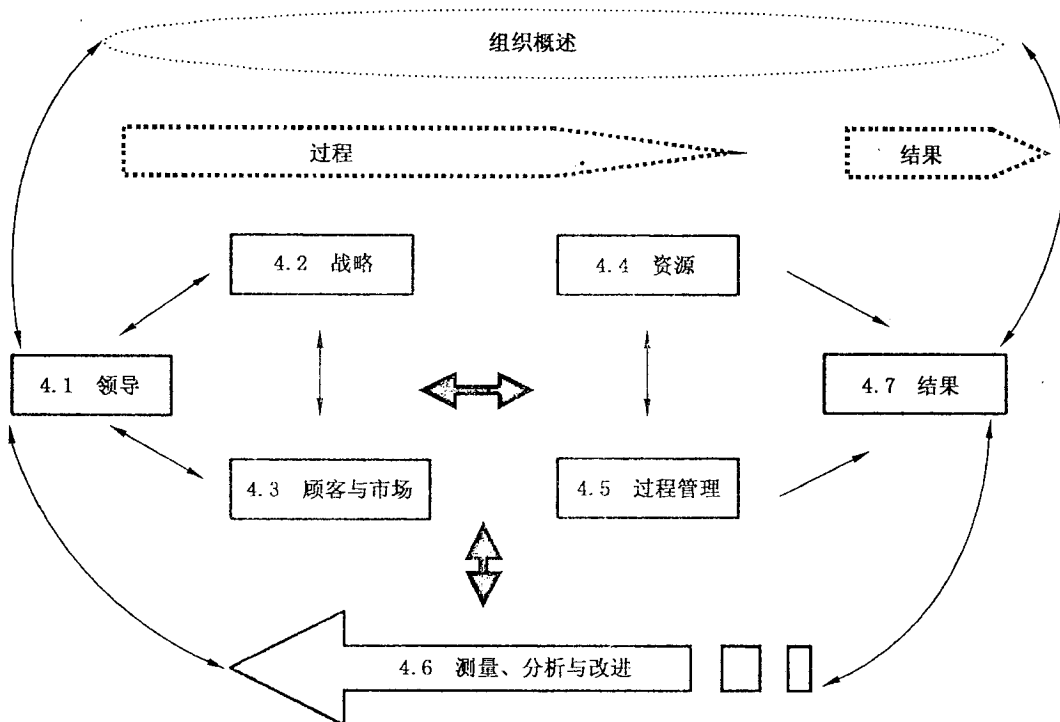 组织概述
过程
结果
4.2 战略
4.4 资源
4.1 领导
4.7 结果
4.3 顾客与市场
4.5 过程管理
4.6 测量、分析与改进